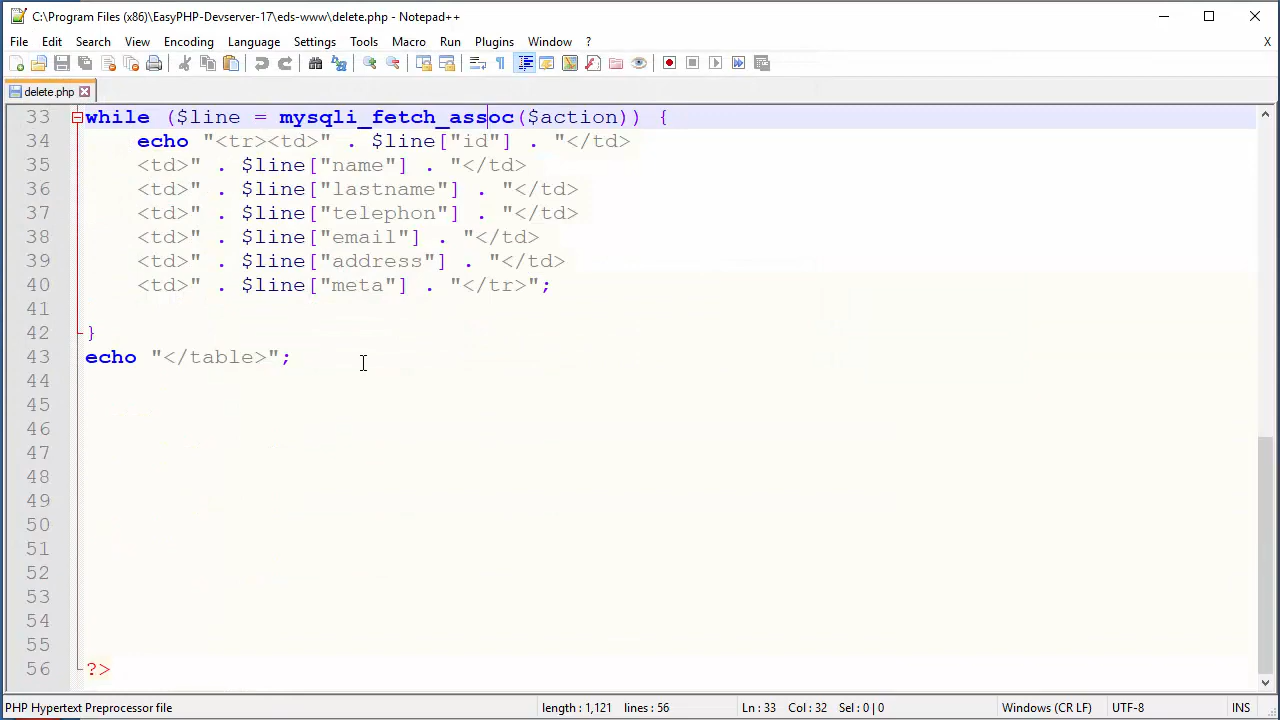 C:\Program Files (x86)\EasyPHP-Devserver-17\eds-www\delete.php - Notepad++
File Edit Search View Encoding Language Settings Tools Macro Run Plugins Window ? X
delete.php
33 while ($line = mysqli_fetch_assoc($action)) {
34 echo "<tr><td>" . $line["id"] . "</td>
35 <td>" . $line["name"] . "</td>
36 <td>" . $line["lastname"] . "</td>
37 <td>" . $line["telephon"] . "</td>
38 <td>" . $line["email"] . "</td>
39 <td>" . $line["address"] . "</td>
40 <td>" . $line["meta"] . "</tr>";
41
42 }
43 echo "</table>";
44
45
46
47
48
49
50
51
52
53
54
55
56 ?>
PHP Hypertext Preprocessor file length : 1,121 lines : 56 Ln : 33 Col : 32 Sel : 0 | 0 Windows (CR LF) UTF-8 INS